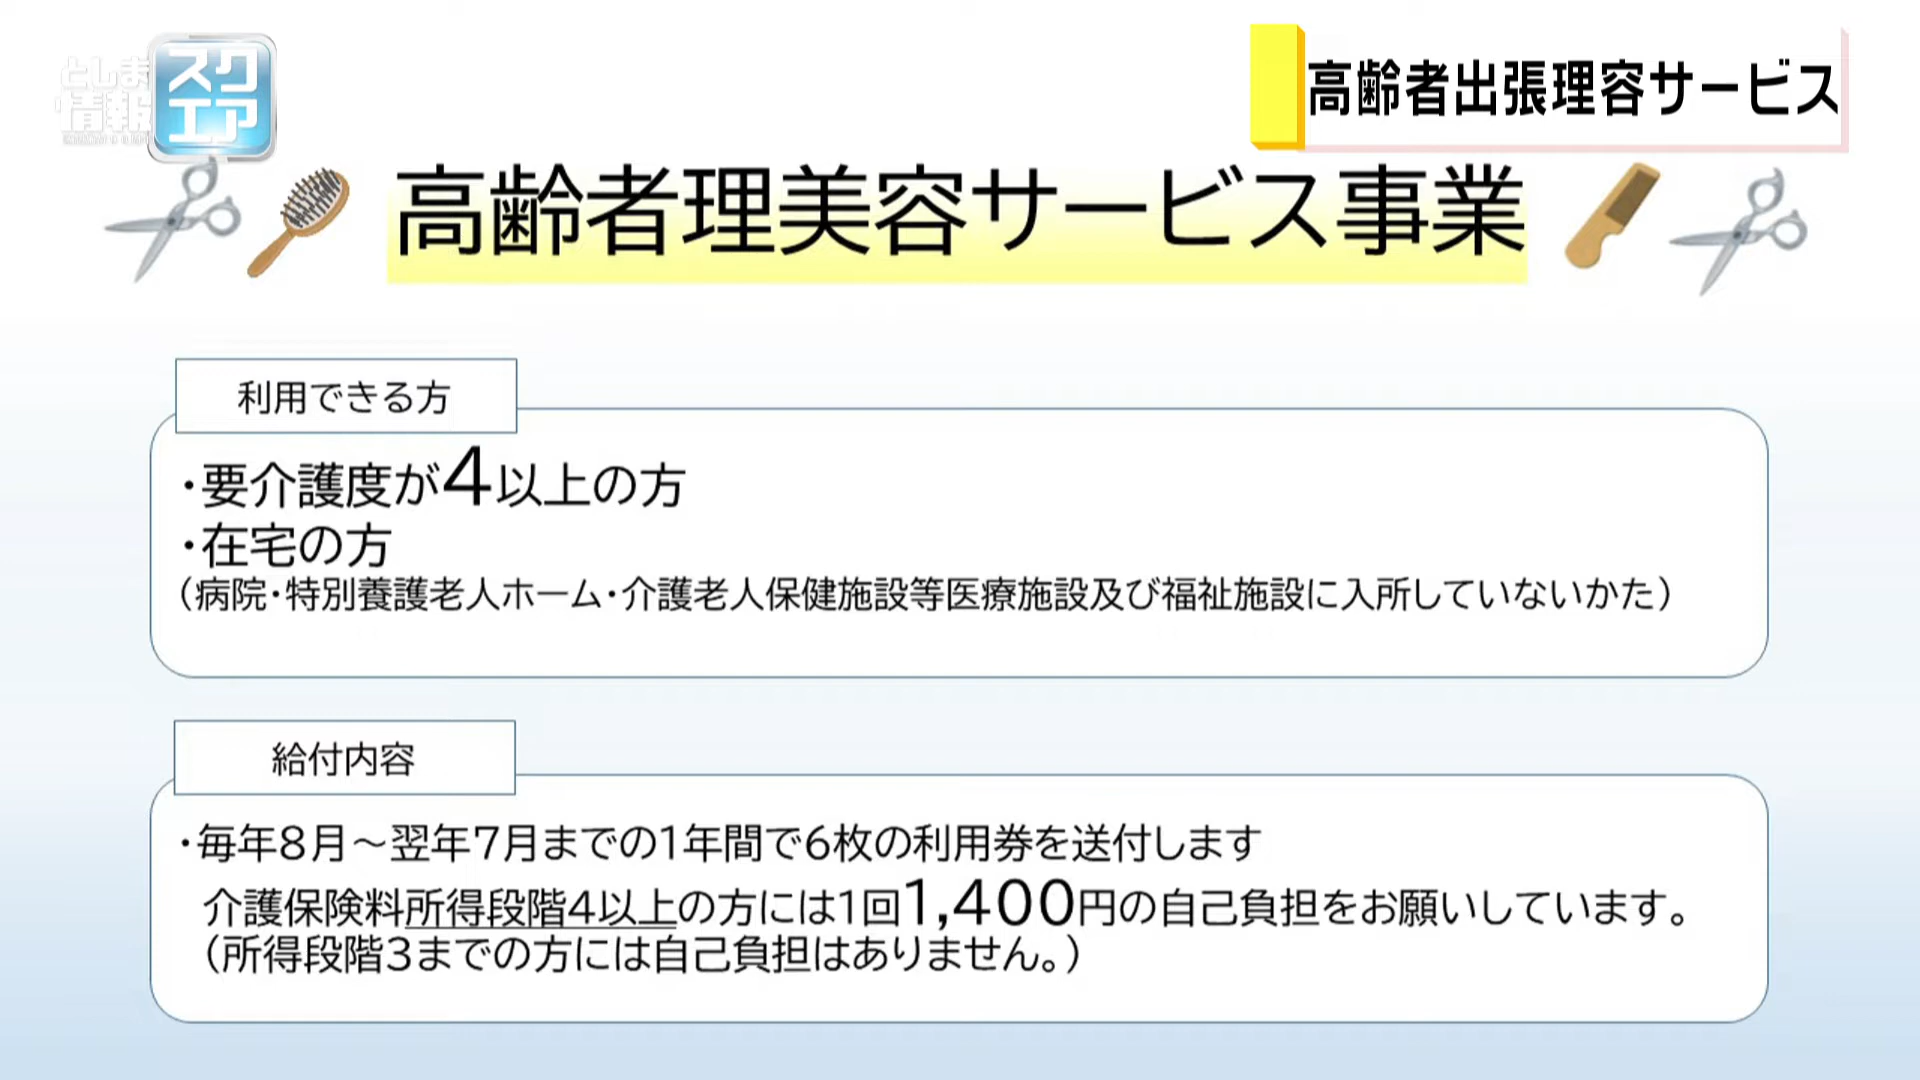 としま
情報
スク
エア
高齢者出張理容サービス
高齢者理美容サービス事業
利用できる方
・要介護度が4以上の方
・在宅の方
（病院・特別養護老人ホーム・介護老人保健施設等医療施設及び福祉施設に入所していないかた）
給付内容
・毎年8月～翌年7月までの1年間で6枚の利用券を送付します
介護保険料所得段階4以上の方には1回1,400円の自己負担をお願いしています。
（所得段階3までの方には自己負担はありません。）